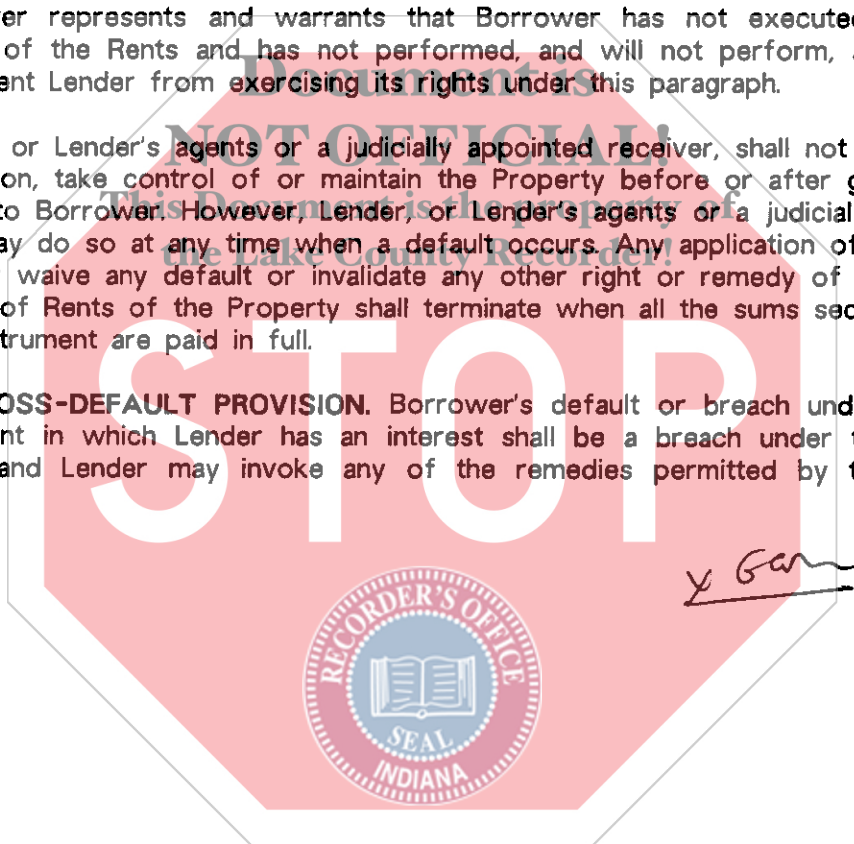 er represents and warrants that Borrower has not executed
of the Rents and has not performed, and will not perform,
ent Lender from exercising its rights under this paragraph.
Document is
NOT OFFICIAL!
This Document is the property of
the Lake County Recorder!
or Lender's agents or a judicially appointed receiver, shall not
on, take control of or maintain the Property before or after g
to Borrower. However, Lender, or Lender's agents or a judicial
ay do so at any time when a default occurs. Any application of
waive any default or invalidate any other right or remedy of
of Rents of the Property shall terminate when all the sums sec
trument are paid in full.
OSS-DEFAULT PROVISION. Borrower's default or breach und
nt in which Lender has an interest shall be a breach under t
and Lender may invoke any of the remedies permitted by t
STOP
RECORDER'S OFFICE
SEAL
INDIANA